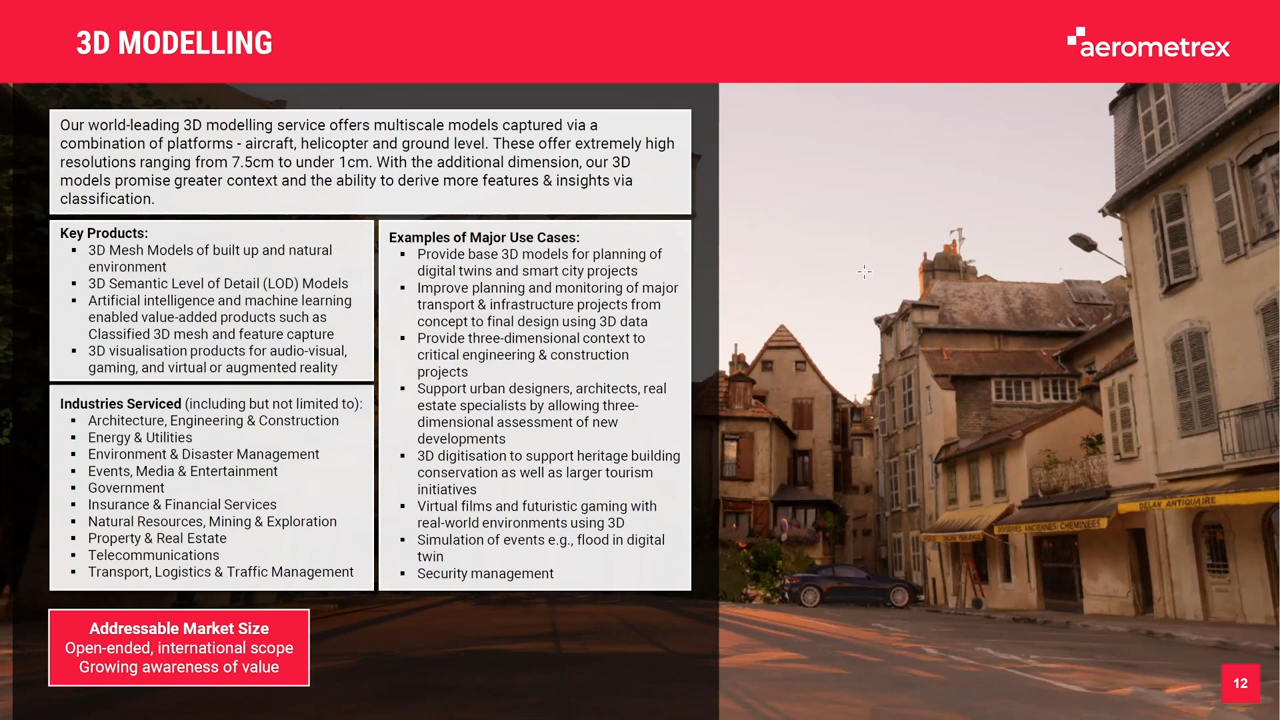 3D MODELLING
aerometrex
Our world-leading 3D modelling service offers multiscale models captured via a
combination of platforms - aircraft, helicopter and ground level. These offer extremely high
resolutions ranging from 7.5cm to under 1cm. With the additional dimension, our 3D
models promise greater context and the ability to derive more features & insights via
classification.
Key Products:
▪ 3D Mesh Models of built up and natural
environment
▪ 3D Semantic Level of Detail (LOD) Models
▪ Artificial intelligence and machine learning
enabled value-added products such as
Classified 3D mesh and feature capture
▪ 3D visualisation products for audio-visual,
gaming, and virtual or augmented reality
Industries Serviced (including but not limited to):
▪ Architecture, Engineering & Construction
▪ Energy & Utilities
▪ Environment & Disaster Management
▪ Events, Media & Entertainment
▪ Government
▪ Insurance & Financial Services
▪ Natural Resources, Mining & Exploration
▪ Property & Real Estate
▪ Telecommunications
▪ Transport, Logistics & Traffic Management
Examples of Major Use Cases:
▪ Provide base 3D models for planning of
digital twins and smart city projects
▪ Improve planning and monitoring of major
transport & infrastructure projects from
concept to final design using 3D data
▪ Provide three-dimensional context to
critical engineering & construction
projects
▪ Support urban designers, architects, real
estate specialists by allowing three-
dimensional assessment of new
developments
▪ 3D digitisation to support heritage building
conservation as well as larger tourism
initiatives
▪ Virtual films and futuristic gaming with
real-world environments using 3D
▪ Simulation of events e.g., flood in digital
twin
▪ Security management
Addressable Market Size
Open-ended, international scope
Growing awareness of value
ANCIENNES CHEMINEES
ANTIQUAIRE
12